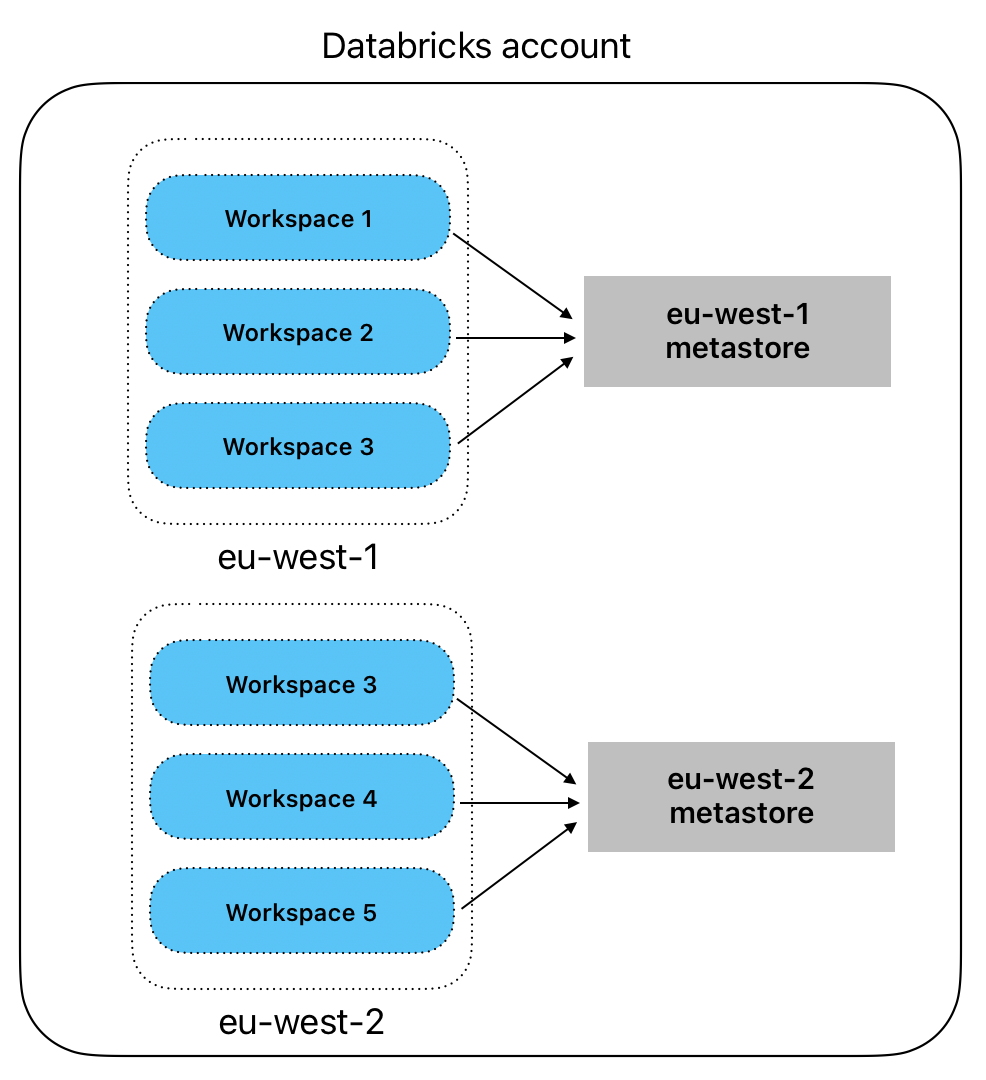 Databricks account
Workspace 1
Workspace 2
Workspace 3
eu-west-1
metastore
eu-west-1
Workspace 3
Workspace 4
Workspace 5
eu-west-2
metastore
eu-west-2